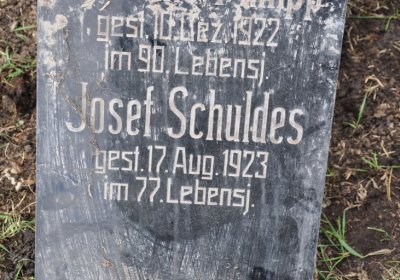 gest. 10. Dez. 1922
im 90. Lebensj.
Josef Schuldes
gest. 17. Aug. 1923
im 77. Lebensj.